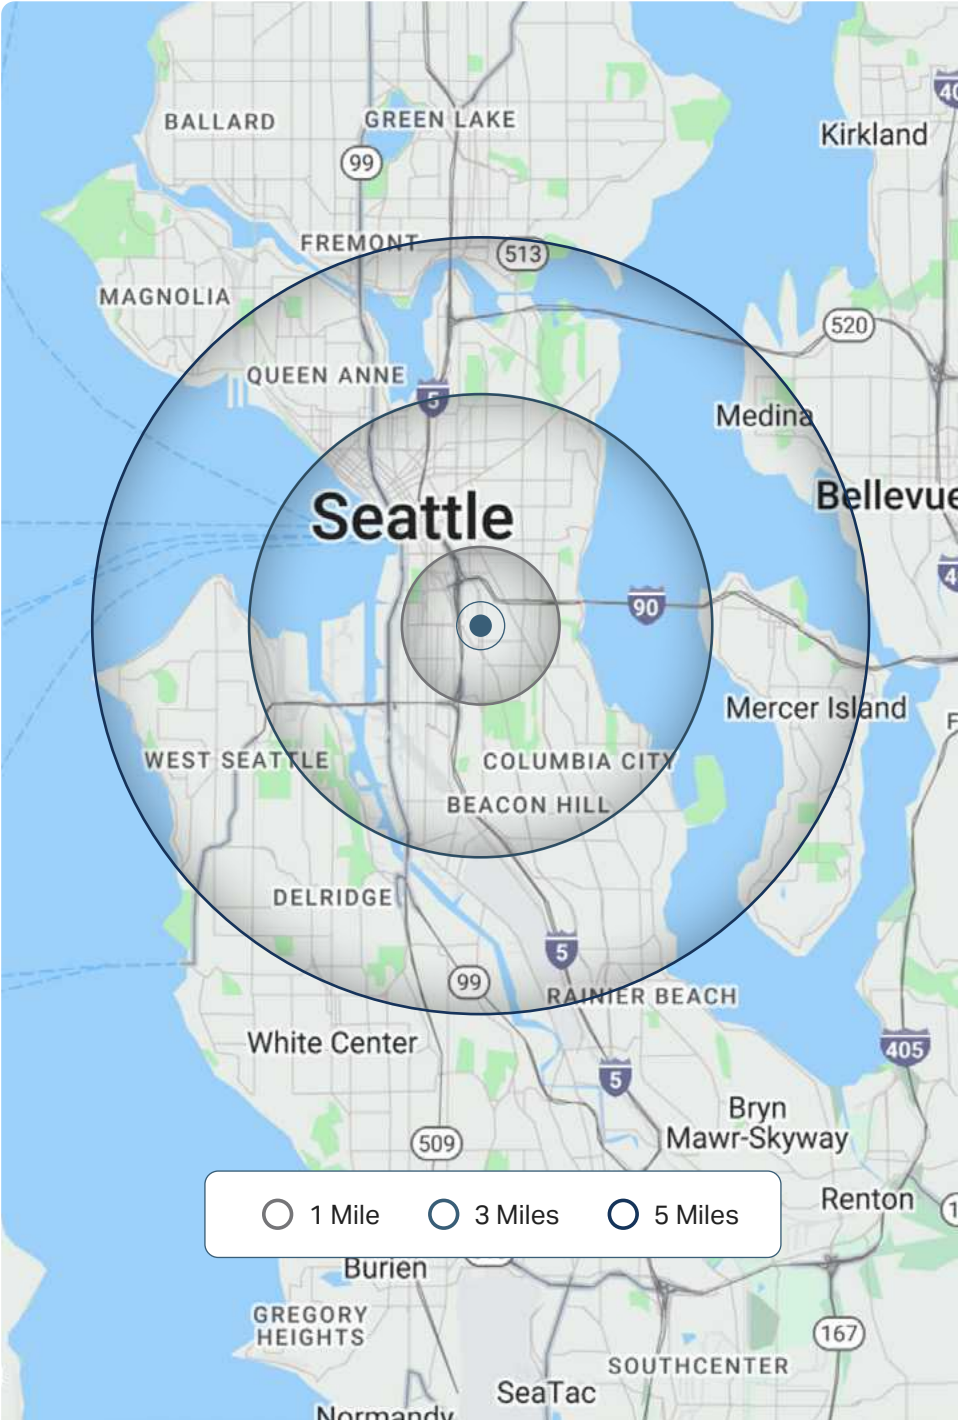 BALLARD
GREEN LAKE
Kirkland
99
FREMONT
513
MAGNOLIA
520
QUEEN ANNE
5
Medina
Seattle
Bellevue
90
Mercer Island
WEST SEATTLE
COLUMBIA CITY
BEACON HILL
DELRIDGE
5
99
RAINIER BEACH
White Center
405
5
Bryn
Mawr-Skyway
509
Renton
1 Mile
3 Miles
5 Miles
Burien
GREGORY
HEIGHTS
167
SOUTHCENTER
SeaTac
Normandy